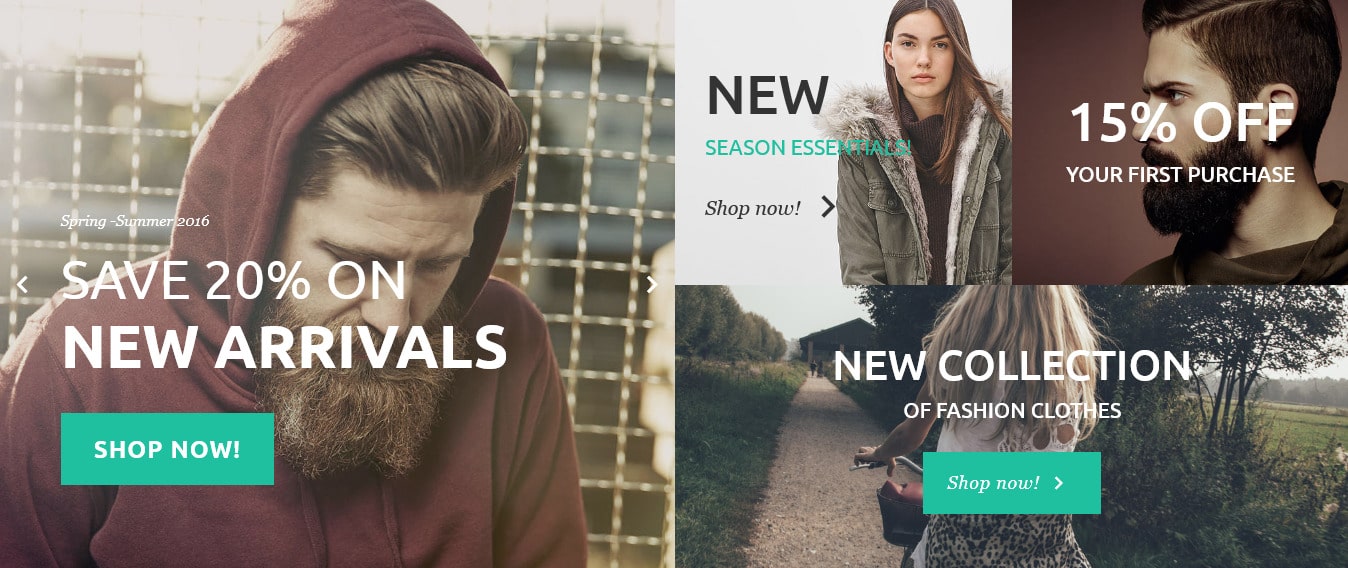 Spring -Summer 2016
SAVE 20% ON
NEW ARRIVALS
SHOP NOW!
NEW
SEASON ESSENTIALS!
Shop now!
15% OFF
YOUR FIRST PURCHASE
NEW COLLECTION
OF FASHION CLOTHES
Shop now!